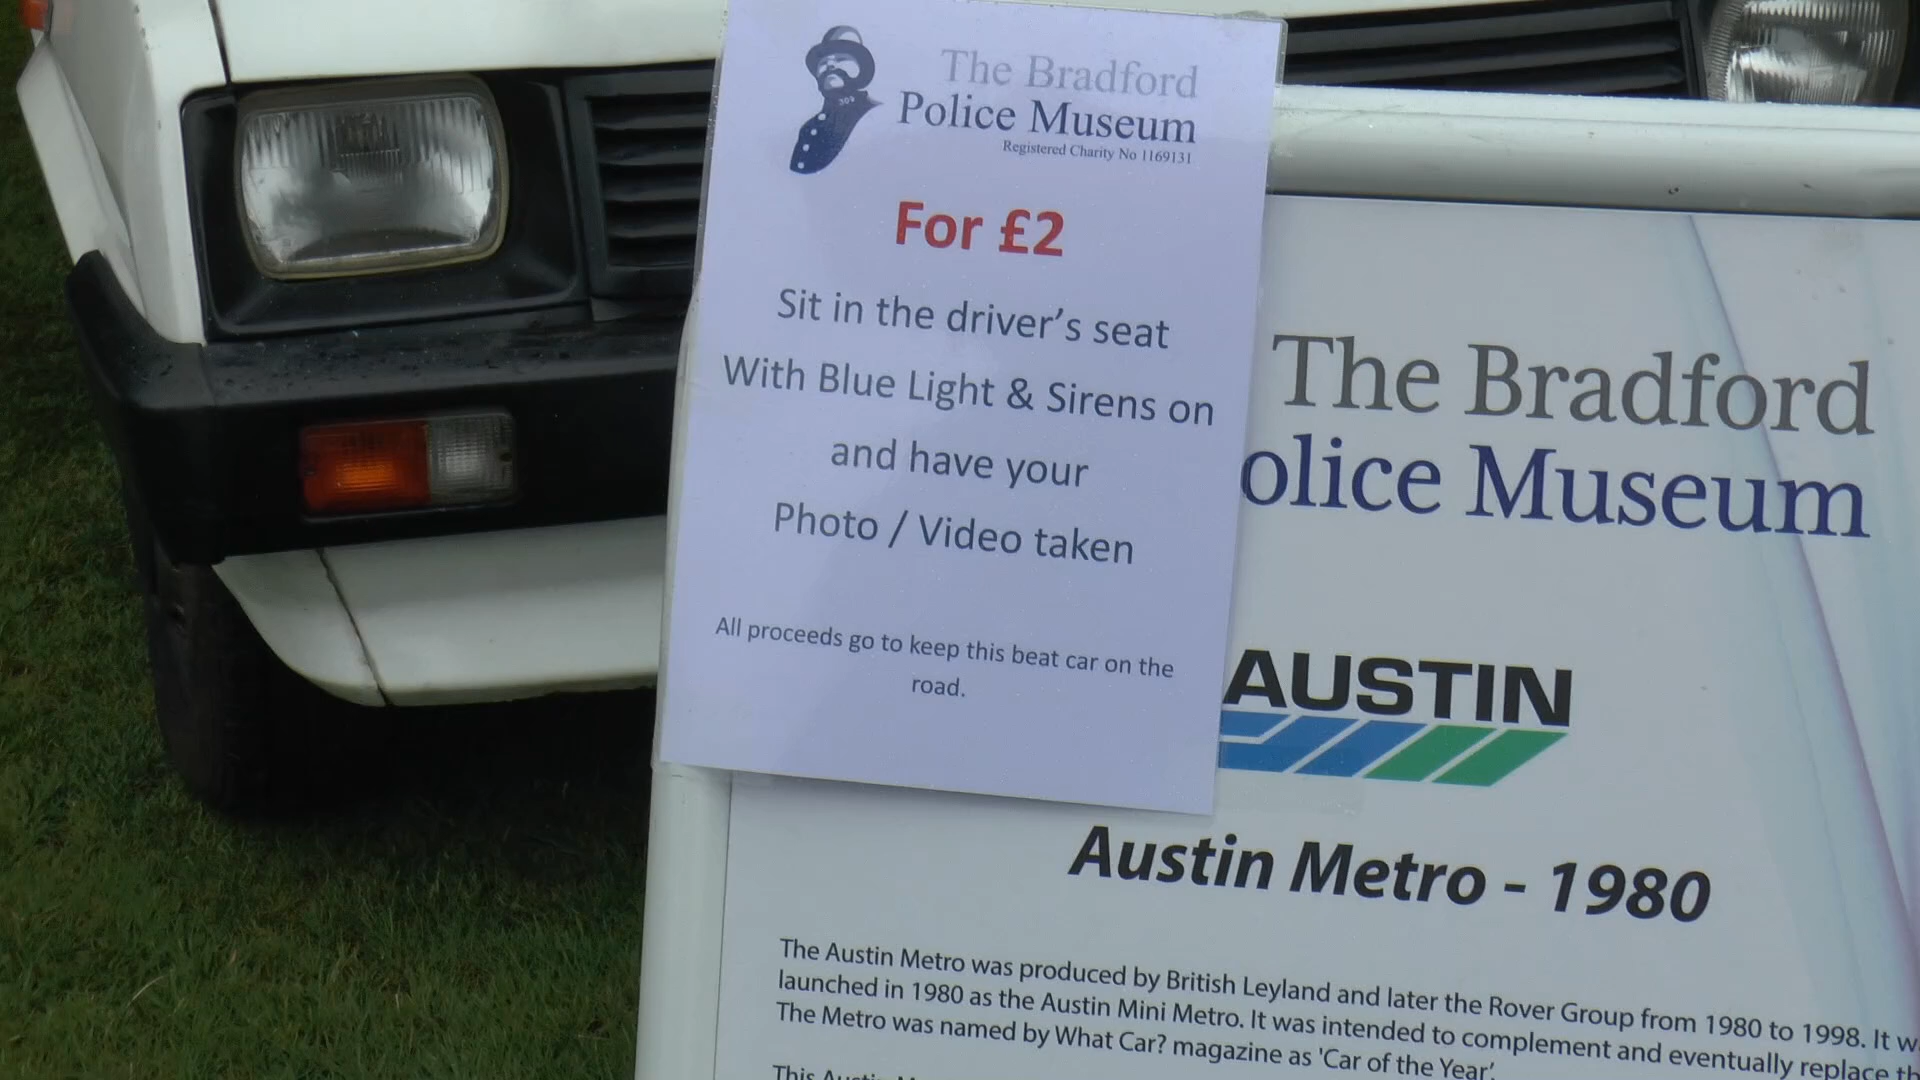 The Bradford
Police Museum
Registered Charity No 1169131
309
For £2
Sit in the driver's seat
With Blue Light & Sirens on
and have your
Photo / Video taken
All proceeds go to keep this beat car on the
road.
The Bradford
olice Museum
AUSTIN
Austin Metro - 1980
The Austin Metro was produced by British Leyland and later the Rover Group from 1980 to 1998. It w
launched in 1980 as the Austin Mini Metro. It was intended to complement and eventually replace th
The Metro was named by What Car? magazine as 'Car of the Year'.
This